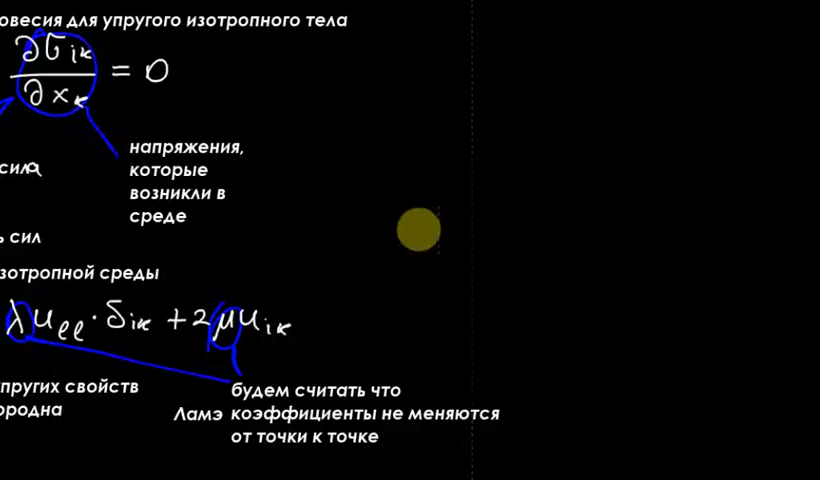 овесия для упругого изотропного тела
∂σik
= 0
∂xk
напряжения,
которые
возникли в
среде
сила
ь сил
зотропной среды
λuee · δik + 2μuik
пругих свойств
ородна
будем считать что
Ламэ коэффициенты не меняются
от точки к точке